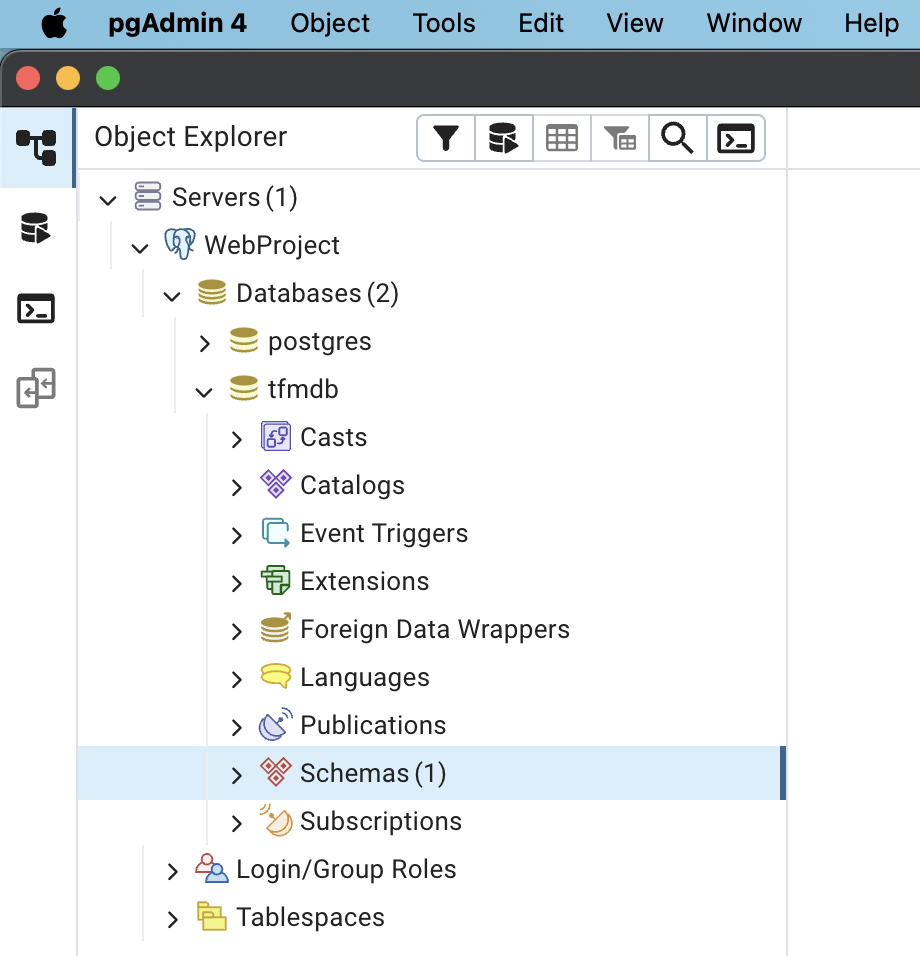 pgAdmin 4 Object Tools Edit View Window Help
Object Explorer
Servers (1)
WebProject
Databases (2)
postgres
tfmdb
Casts
Catalogs
Event Triggers
Extensions
Foreign Data Wrappers
Languages
Publications
Schemas (1)
Subscriptions
Login/Group Roles
Tablespaces